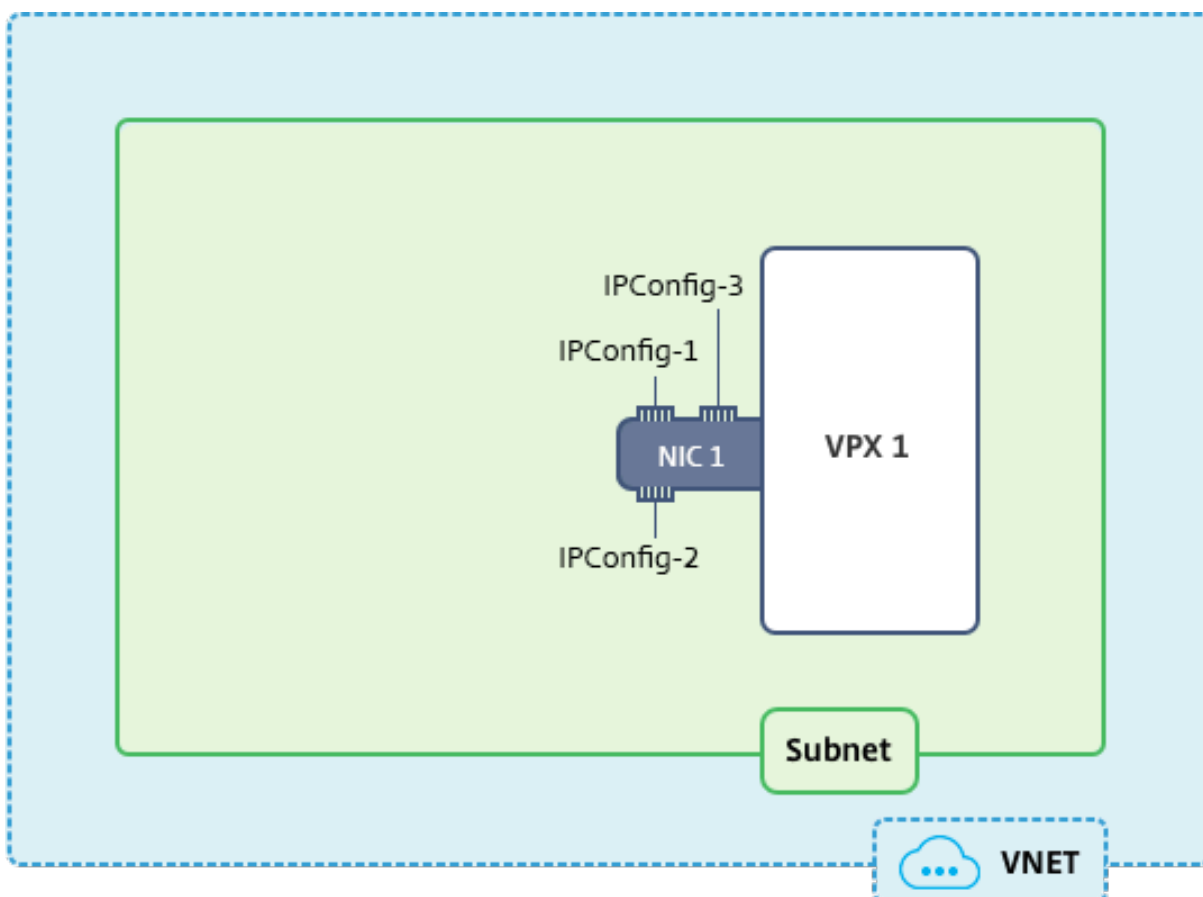 IPConfig-3
IPConfig-1
NIC 1
VPX 1
IPConfig-2
Subnet
VNET